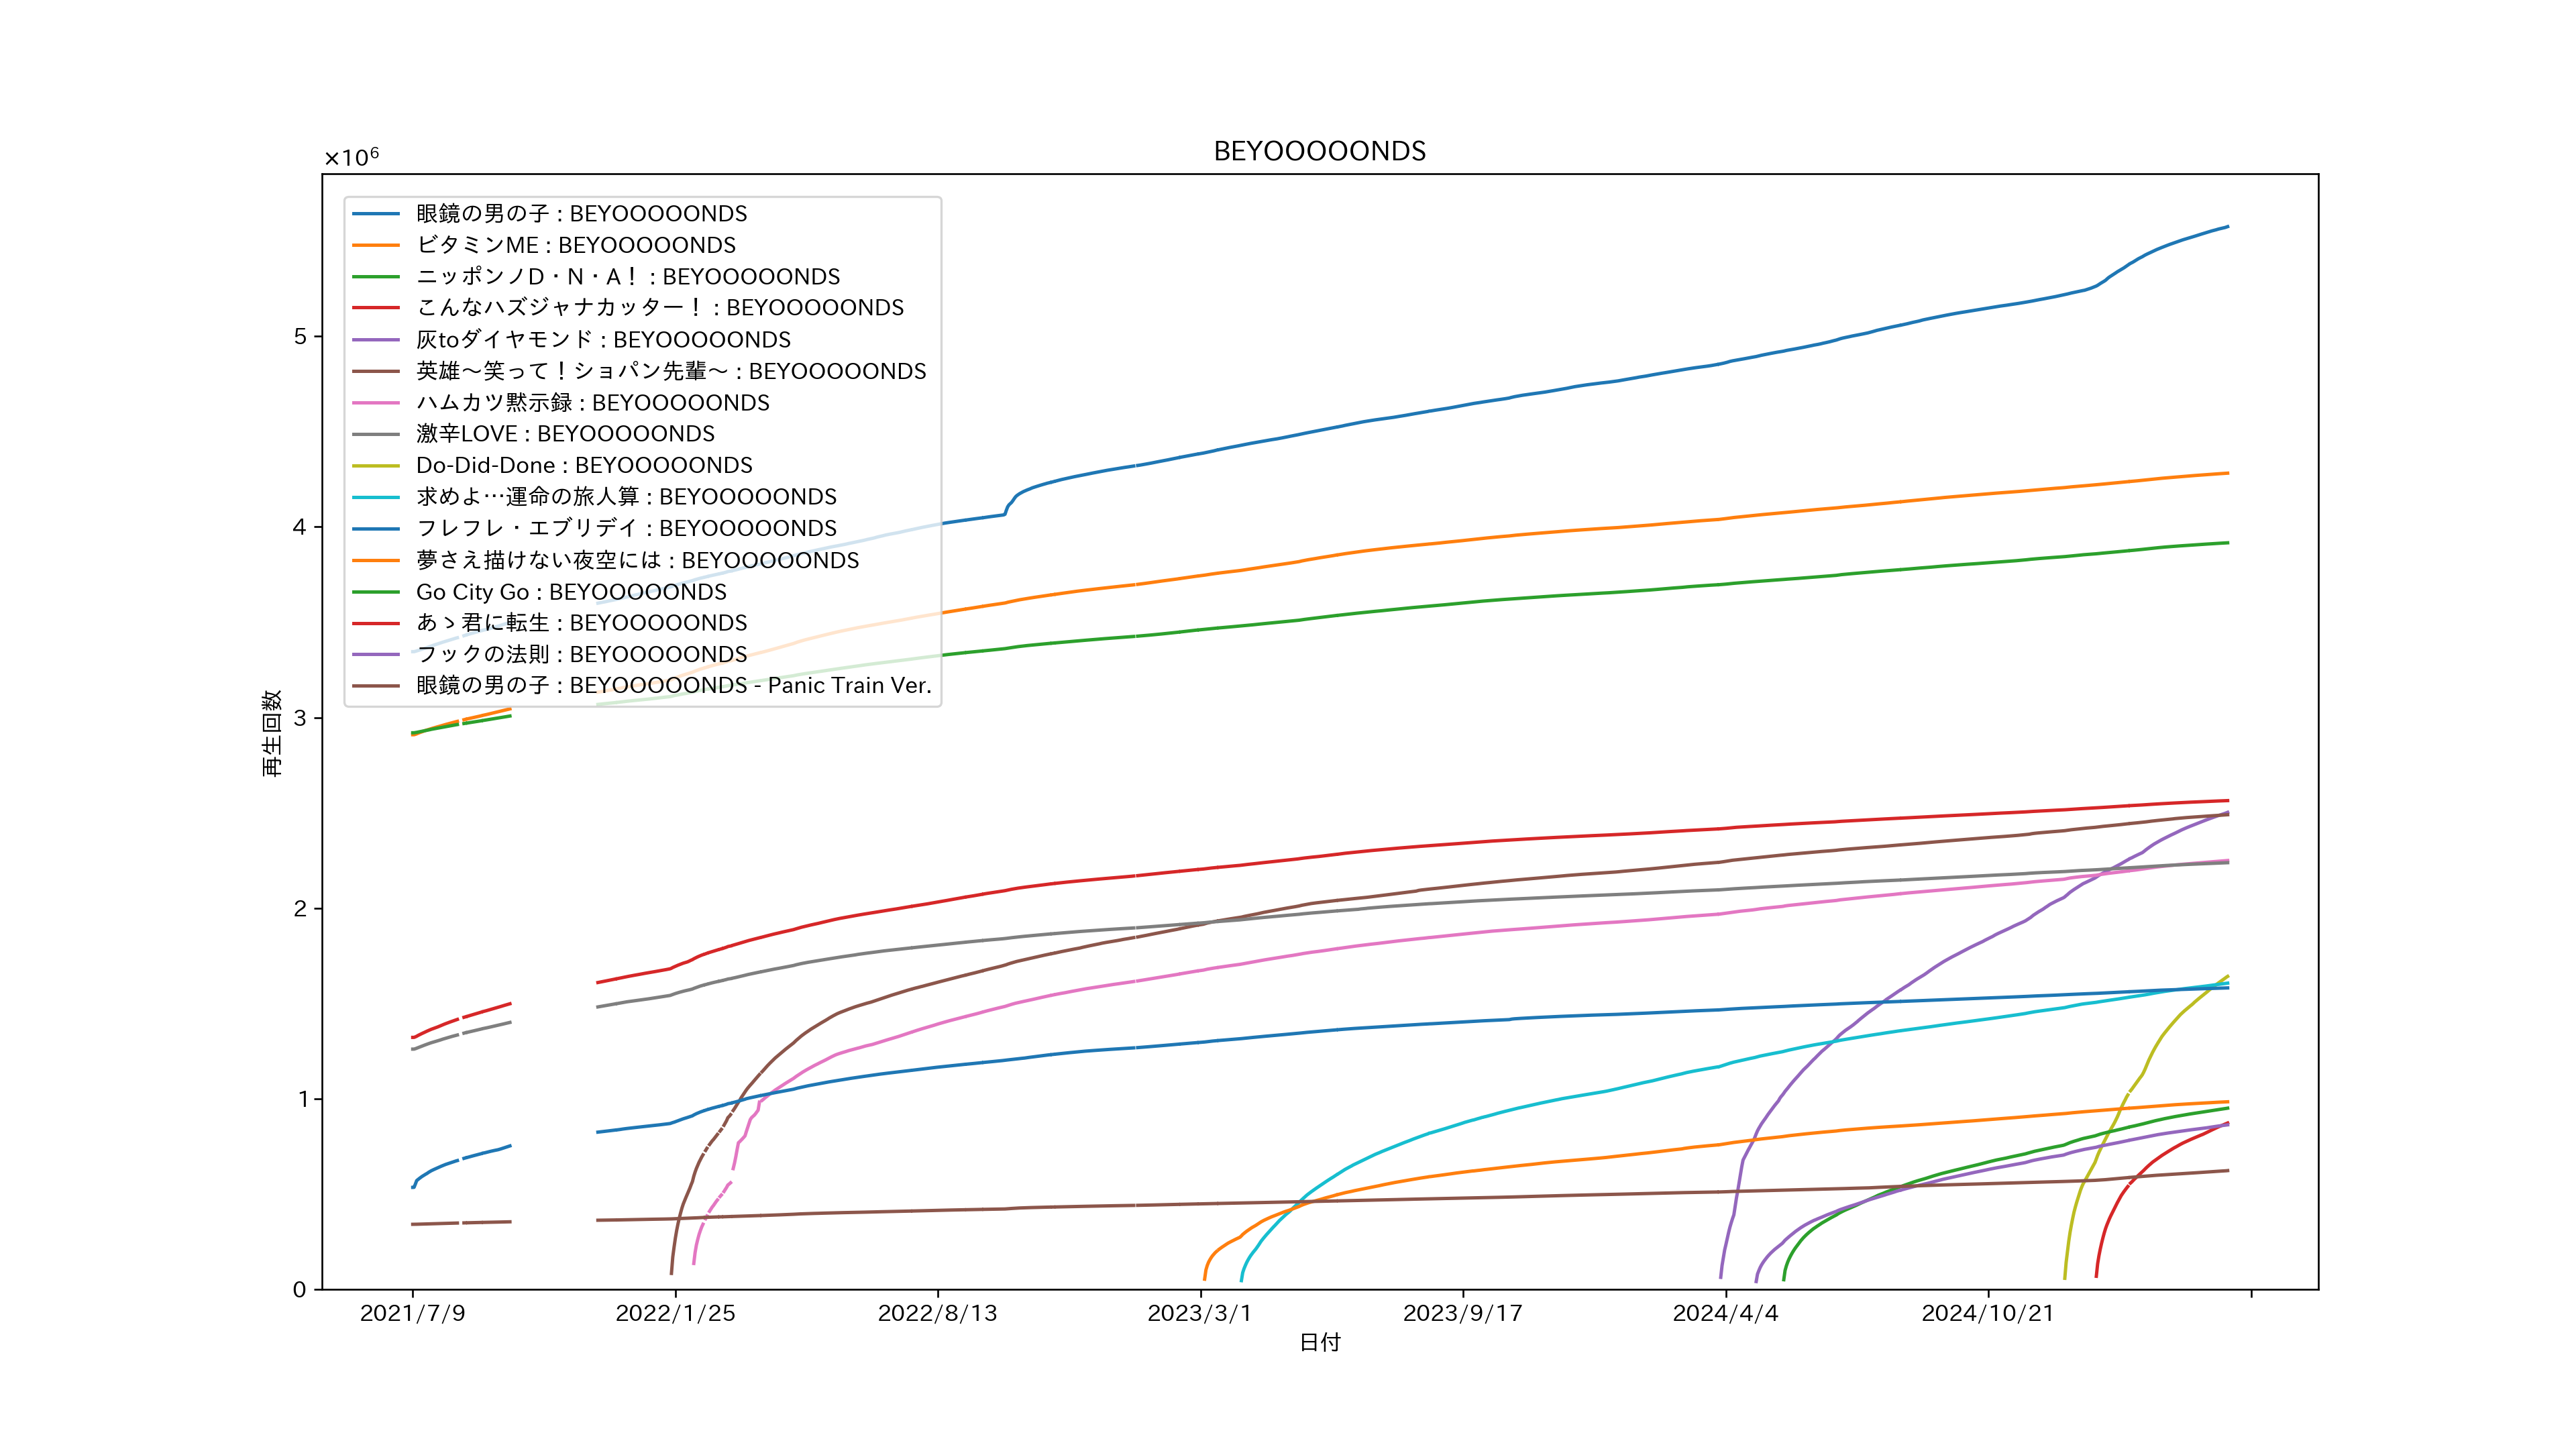 BEYOOOOONDS
×10⁶
眼鏡の男の子 : BEYOOOOONDS
ビタミンME : BEYOOOOONDS
ニッポンノD・N・A！ : BEYOOOOONDS
こんなハズジャナカッター！ : BEYOOOOONDS
灰toダイヤモンド : BEYOOOOONDS
英雄〜笑って！ショパン先輩〜 : BEYOOOOONDS
ハムカツ黙示録 : BEYOOOOONDS
激辛LOVE : BEYOOOOONDS
Do-Did-Done : BEYOOOOONDS
求めよ…運命の旅人算 : BEYOOOOONDS
フレフレ・エブリデイ : BEYOOOOONDS
夢さえ描けない夜空には : BEYOOOOONDS
Go City Go : BEYOOOOONDS
あゝ君に転生 : BEYOOOOONDS
フックの法則 : BEYOOOOONDS
眼鏡の男の子 : BEYOOOOONDS - Panic Train Ver.
5
4
3
2
1
0
再生回数
2021/7/9
2022/1/25
2022/8/13
2023/3/1
2023/9/17
2024/4/4
2024/10/21
日付